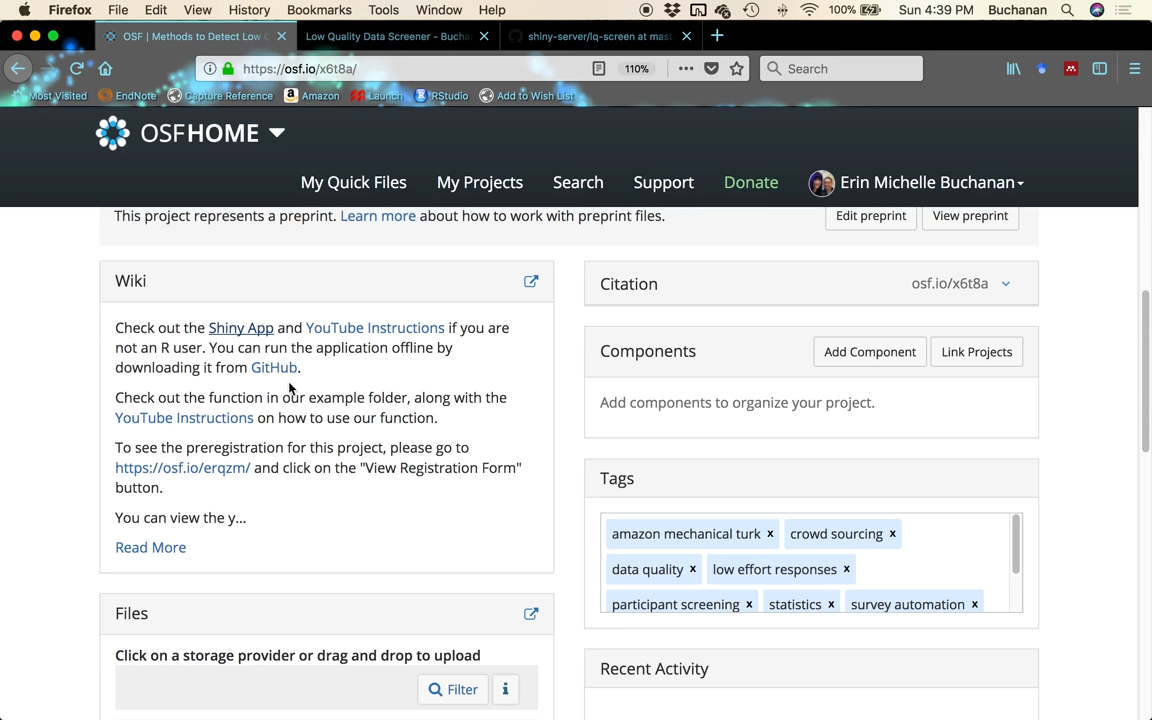 Firefox File Edit View History Bookmarks Tools Window Help 100% Sun 4:39 PM Buchanan
OSF | Methods to Detect Low Low Quality Data Screener - Bucha shiny-server/lq-screen at mast
https://osf.io/x6t8a/ 110% Search
Most Visited EndNote Capture Reference Amazon Launch RStudio Add to Wish List
OSFHOME
My Quick Files My Projects Search Support Donate Erin Michelle Buchanan
This project represents a preprint. Learn more about how to work with preprint files. Edit preprint View preprint
Wiki
Check out the Shiny App and YouTube Instructions if you are
not an R user. You can run the application offline by
downloading it from GitHub.
Check out the function in our example folder, along with the
YouTube Instructions on how to use our function.
To see the preregistration for this project, please go to
https://osf.io/erqzm/ and click on the "View Registration Form"
button.
You can view the y...
Read More
Files
Click on a storage provider or drag and drop to upload
Filter
Citation osf.io/x6t8a
Components Add Component Link Projects
Add components to organize your project.
Tags
amazon mechanical turk x crowd sourcing x
data quality x low effort responses x
participant screening x statistics x survey automation x
Recent Activity